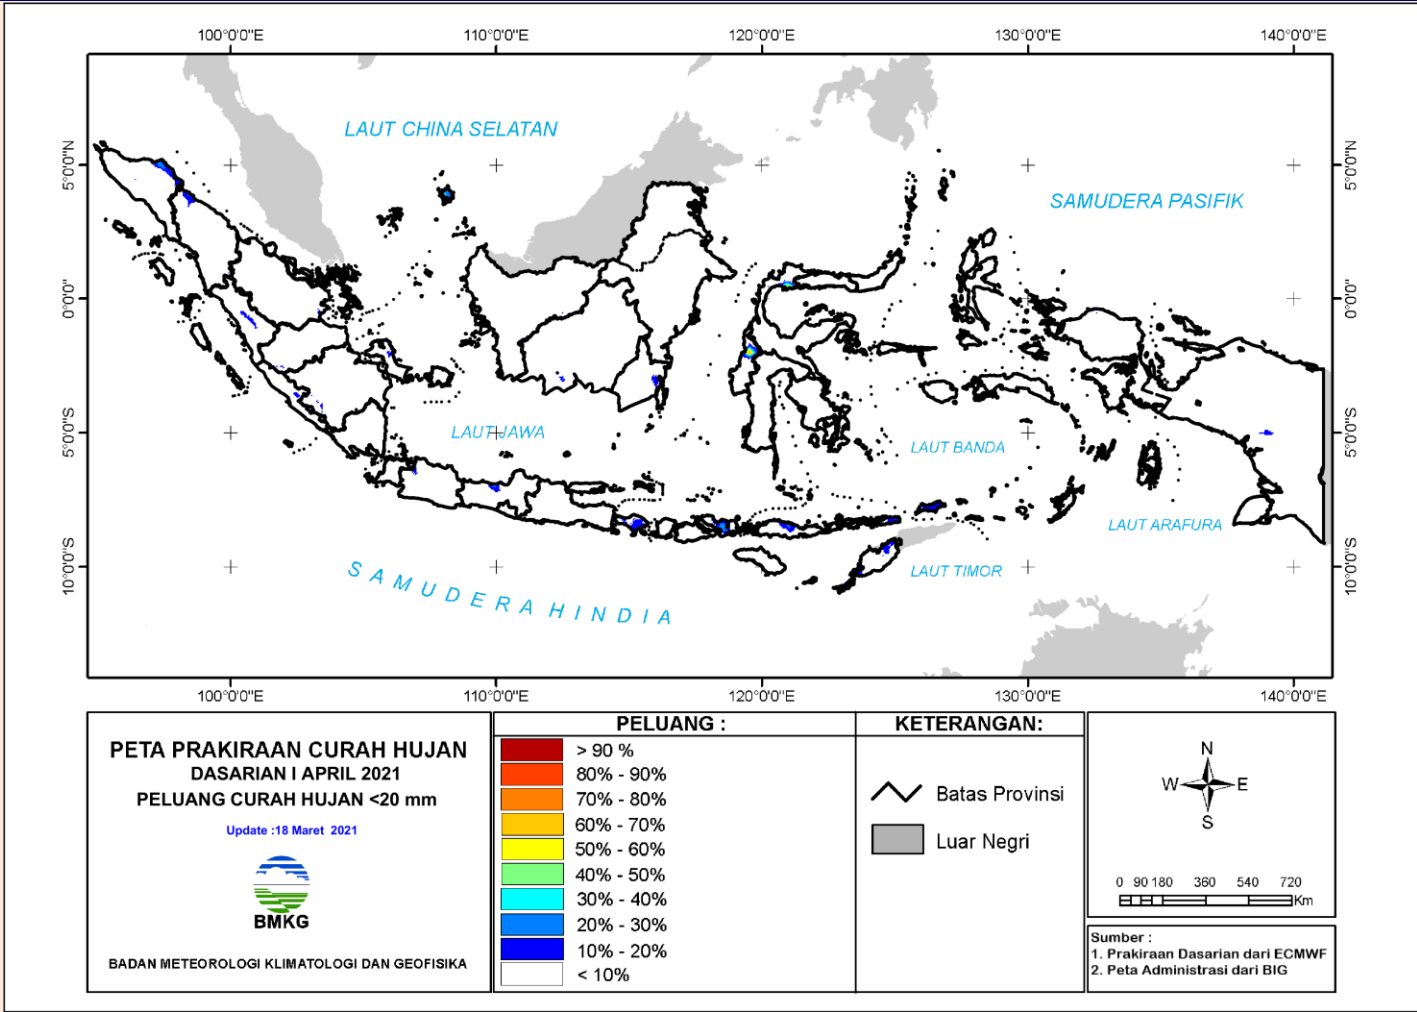 100°0'0"E 110°0'0"E 120°0'0"E 130°0'0"E 140°0'0"E
5°0'0"N 5°0'0"N
0°0'0" 0°0'0"
5°0'0"S 5°0'0"S
10°0'0"S 10°0'0"S
LAUT CHINA SELATAN
SAMUDERA PASIFIK
LAUT JAWA
LAUT BANDA
LAUT ARAFURA
LAUT TIMOR
SAMUDERA HINDIA
100°0'0"E 110°0'0"E 120°0'0"E 130°0'0"E 140°0'0"E
PETA PRAKIRAAN CURAH HUJAN
DASARIAN I APRIL 2021
PELUANG CURAH HUJAN <20 mm
Update :18 Maret 2021
BMKG
BADAN METEOROLOGI KLIMATOLOGI DAN GEOFISIKA
PELUANG :
> 90 %
80% - 90%
70% - 80%
60% - 70%
50% - 60%
40% - 50%
30% - 40%
20% - 30%
10% - 20%
< 10%
KETERANGAN:
Batas Provinsi
Luar Negri
N
W E
S
0 90 180 360 540 720
Km
Sumber :
1. Prakiraan Dasarian dari ECMWF
2. Peta Administrasi dari BIG